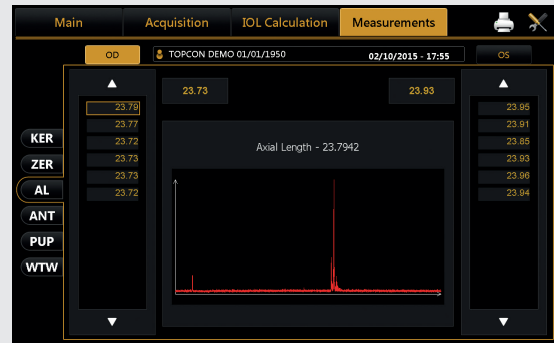 Main Acquisition IOL Calculation Measurements
OD TOPCON DEMO 01/01/1950 02/10/2015 - 17:55 OS
23.73 23.93
KER
ZER
AL
ANT
PUP
WTW
23.79
23.77
23.72
23.73
23.73
23.72
Axial Length - 23.7942
23.95
23.91
23.85
23.93
23.96
23.94